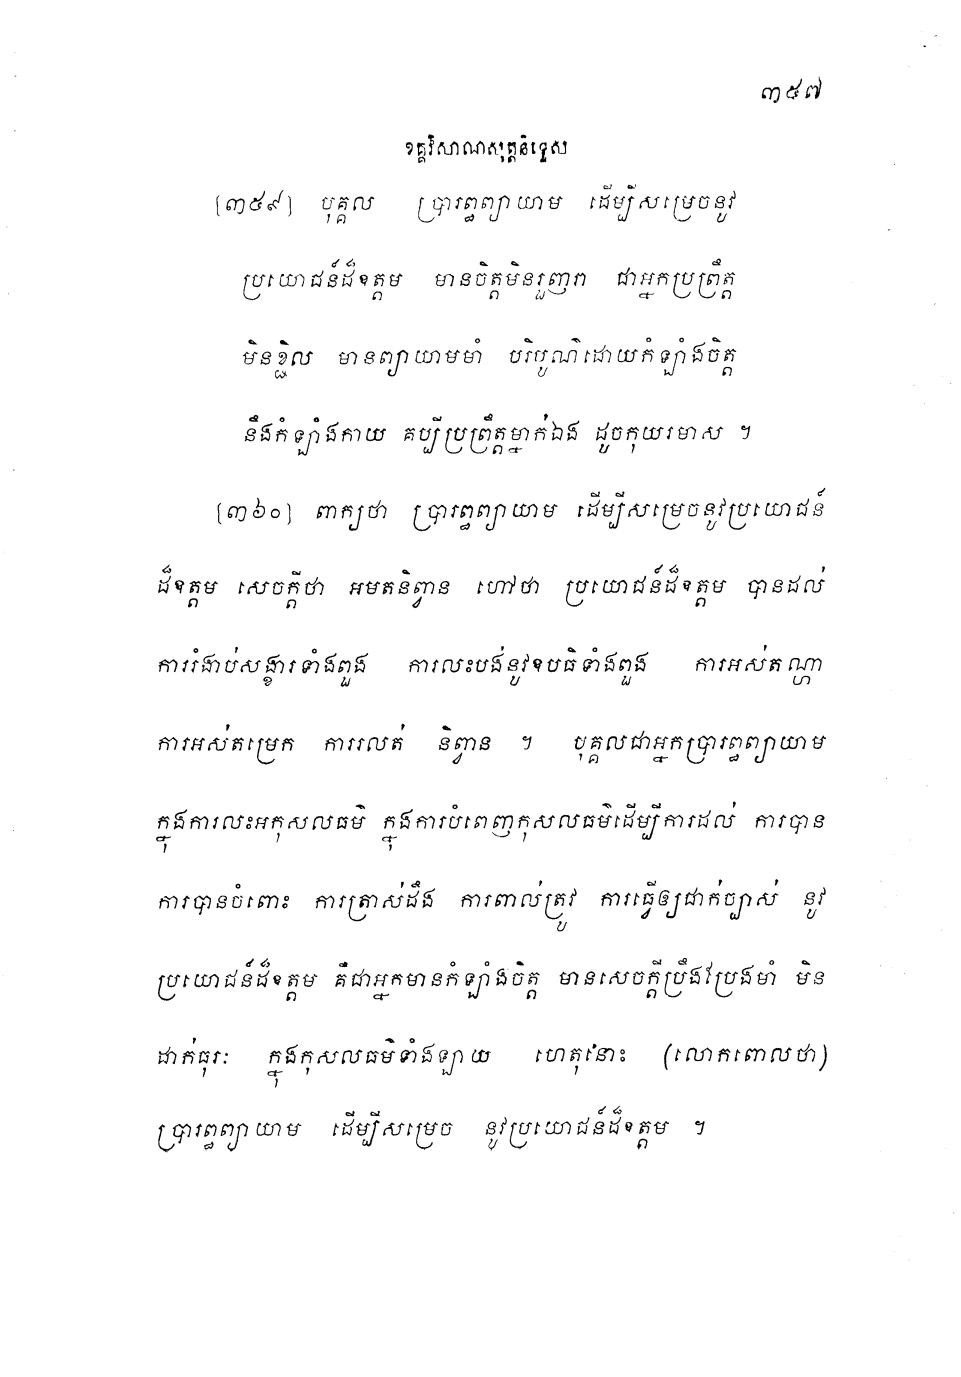 ៣៥៧
ខគ្គវិសាណសុត្តនិទ្ទេស
[៣៥៩] បុគ្គល ប្រារព្ធព្យាយាម ដើម្បីសម្រេចនូវ
ប្រយោជន៍ដ៏ឧត្តម មានចិត្តមិនរួញរា ជាអ្នកប្រព្រឹត្ត
មិនខ្ជិល មានព្យាយាមមាំ បរិបូណ៌ដោយកំឡាំងចិត្ត
នឹងកំឡាំងកាយ គប្បីប្រព្រឹត្តម្នាក់ឯង ដូចកុយរមាស ។
[៣៦០] ពាក្យថា ប្រារព្ធព្យាយាម ដើម្បីសម្រេចនូវប្រយោជន៍
ដ៏ឧត្តម សេចក្តីថា អមតនិព្វាន ហៅថា ប្រយោជន៍ដ៏ឧត្តម បានដល់
ការរំងាប់សង្ខារទាំងពួង ការលះបង់នូវឧបធិទាំងពួង ការអស់តណ្ហា
ការអស់តម្រេក ការរលត់ និព្វាន ។ បុគ្គលជាអ្នកប្រារព្ធព្យាយាម
ក្នុងការលះអកុសលធម៌ ក្នុងការបំពេញកុសលធម៌ដើម្បីការដល់ ការបាន
ការបានចំពោះ ការត្រាស់ដឹង ការពាល់ត្រូវ ការធ្វើឲ្យជាក់ច្បាស់ នូវ
ប្រយោជន៍ដ៏ឧត្តម គឺជាអ្នកមានកំឡាំងចិត្ត មានសេចក្តីប្រឹងប្រែងមាំ មិន
ដាក់ធុរៈ ក្នុងកុសលធម៌ទាំងឡាយ ហេតុនោះ (លោកពោលថា)
ប្រារព្ធព្យាយាម ដើម្បីសម្រេច នូវប្រយោជន៍ដ៏ឧត្តម ។